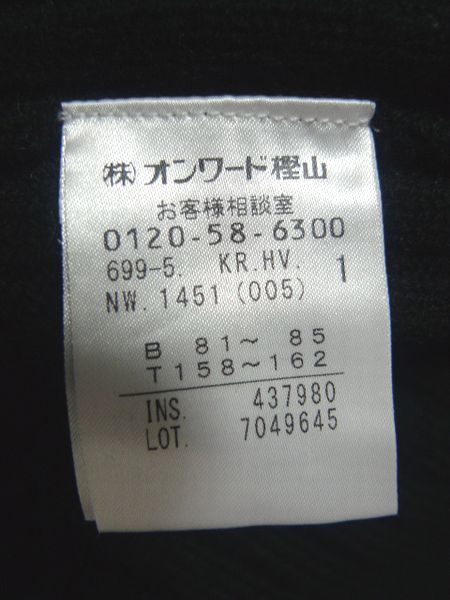 (株)オンワード樫山
お客様相談室
0120-58-6300
699-5. KR.HV. 1
NW.1451(005)
B 81～ 85
T158～162
INS. 437980
LOT. 7049645